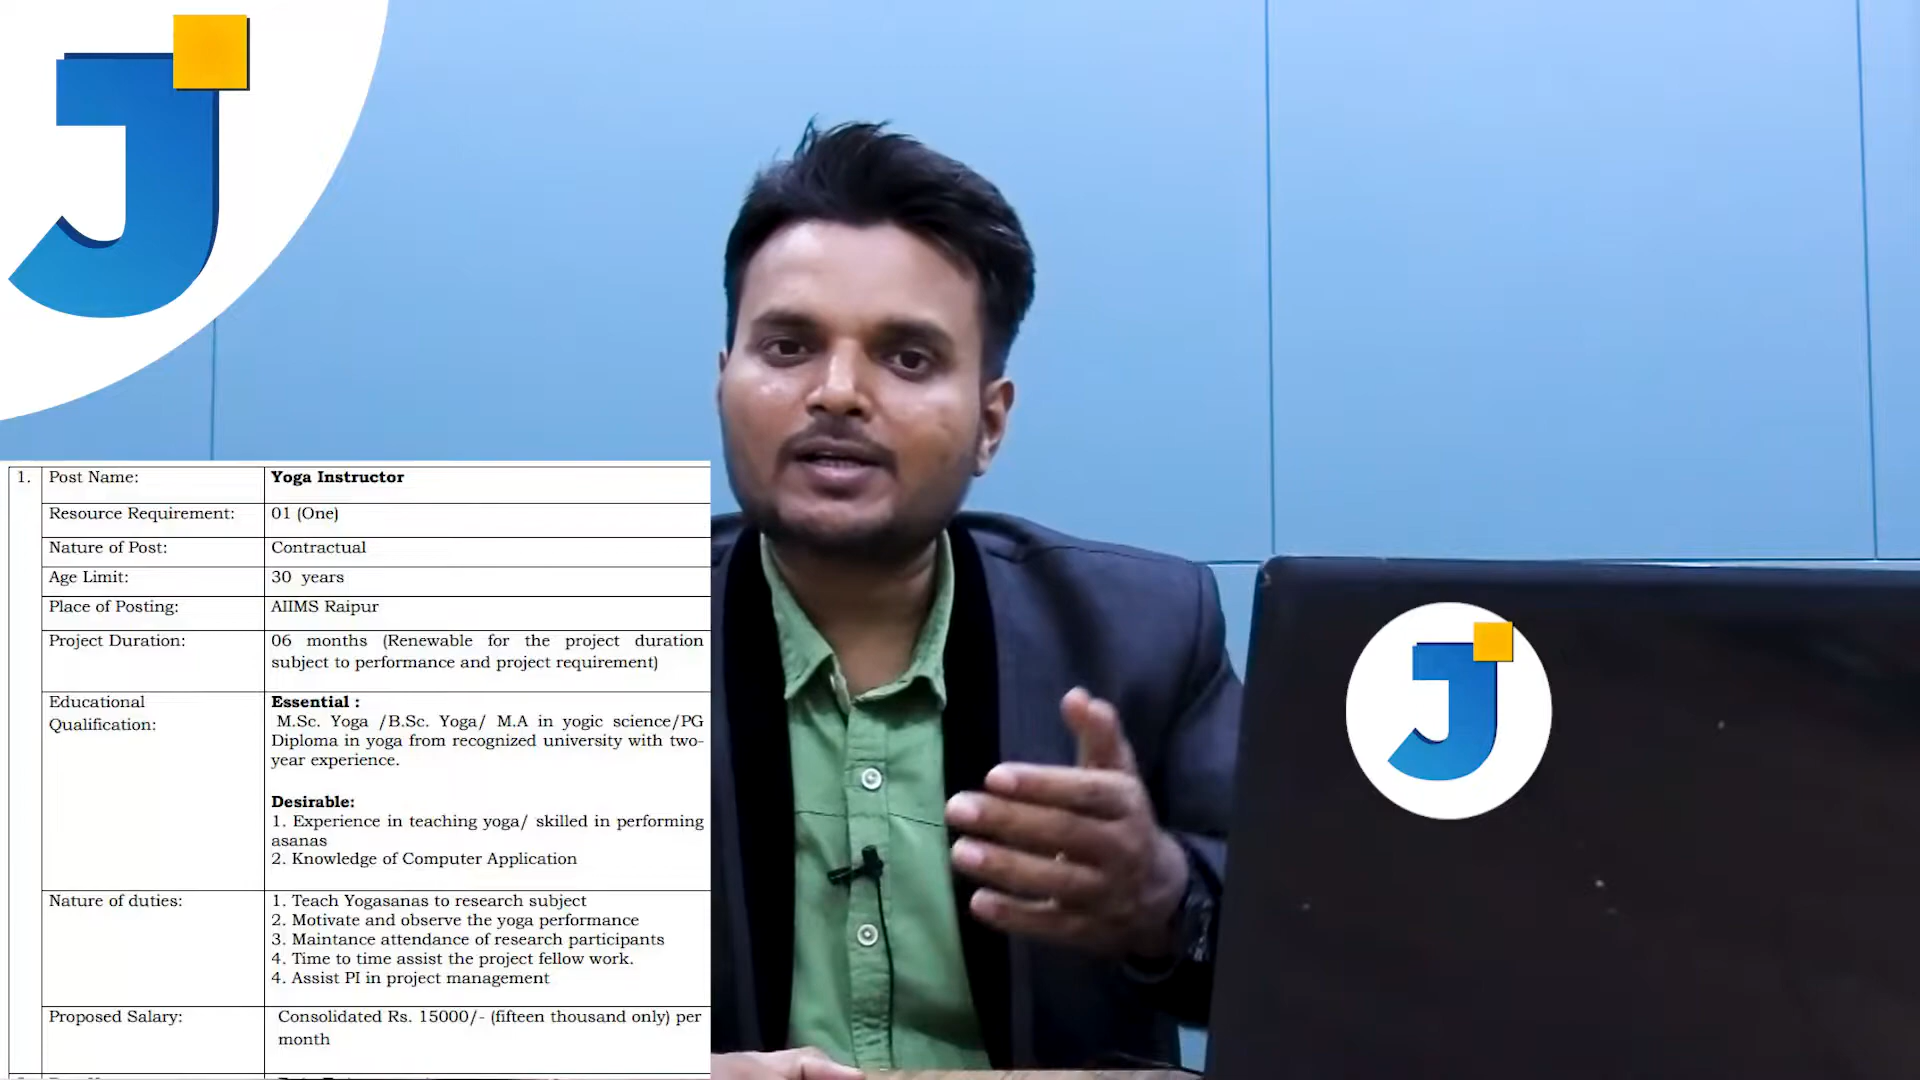 J
1. Post Name: Yoga Instructor
Resource Requirement: 01 (One)
Nature of Post: Contractual
Age Limit: 30 years
Place of Posting: AIIMS Raipur
Project Duration: 06 months (Renewable for the project duration
subject to performance and project requirement)
Educational
Qualification:
Essential :
M.Sc. Yoga /B.Sc. Yoga/ M.A in yogic science/PG
Diploma in yoga from recognized university with two-
year experience.
Desirable:
1. Experience in teaching yoga/ skilled in performing
asanas
2. Knowledge of Computer Application
Nature of duties:
1. Teach Yogasanas to research subject
2. Motivate and observe the yoga performance
3. Maintance attendance of research participants
4. Time to time assist the project fellow work.
4. Assist PI in project management
Proposed Salary: Consolidated Rs. 15000/- (fifteen thousand only) per
month
J